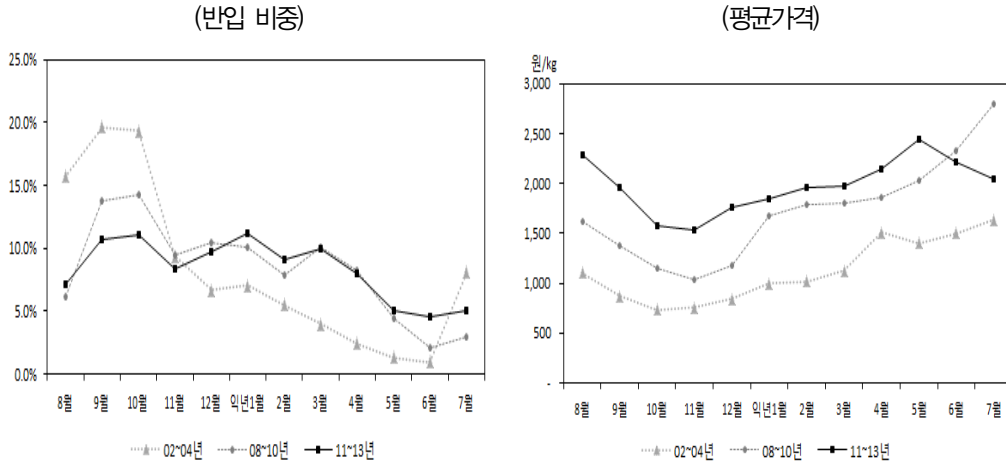 (반입 비중)
25.0%
20.0%
15.0%
10.0%
5.0%
0.0%
8월 9월 10월 11월 12월 익년1월 2월 3월 4월 5월 6월 7월
02~04년 08~10년 11~13년
(평균가격)
원/kg
3,000
2,500
2,000
1,500
1,000
500
-
8월 9월 10월 11월 12월 익년1월 2월 3월 4월 5월 6월 7월
02~04년 08~10년 11~13년